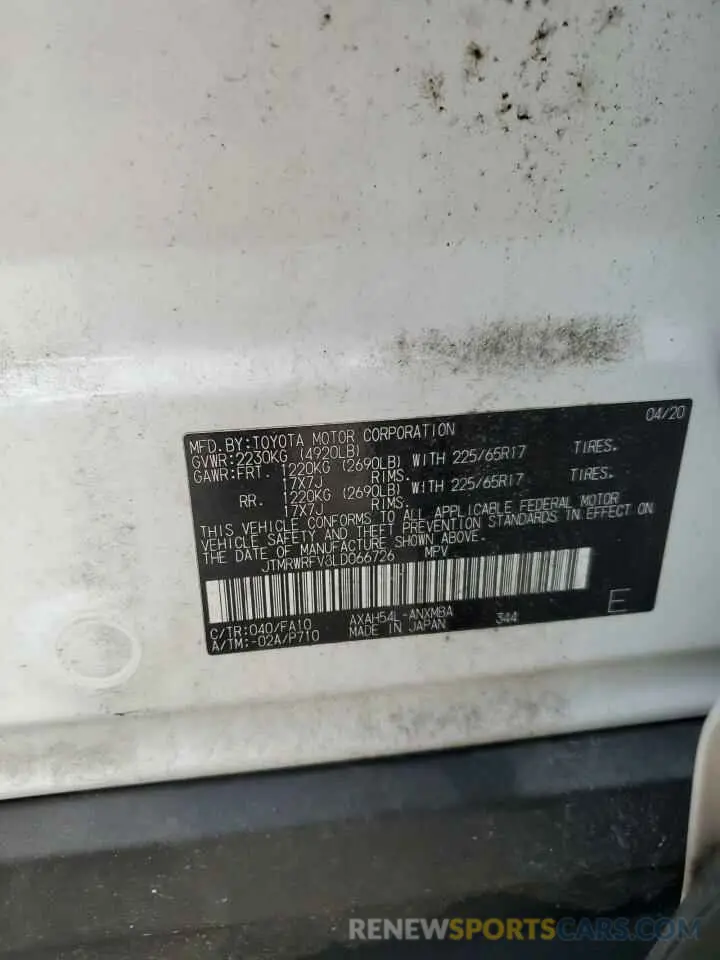 04/20
MFD.BY:TOYOTA MOTOR CORPORATION
GVWR:2230KG (4920LB)
GAWR:FRT. 1220KG (2690LB) WITH 225/65R17 TIRES.
17X7J RIMS.
RR. 1220KG (2690LB) WITH 225/65R17 TIRES.
17X7J RIMS.
THIS VEHICLE CONFORMS TO ALL APPLICABLE FEDERAL MOTOR
VEHICLE SAFETY AND THEFT PREVENTION STANDARDS IN EFFECT ON
THE DATE OF MANUFACTURE SHOWN ABOVE.
JTMRWRFV3LD066726 MPV
C/TR:040/FA10 AXAH54L-ANXMBA 344 E
A/TM:-02A/P710 MADE IN JAPAN
RENEWSPORTSCARS.COM